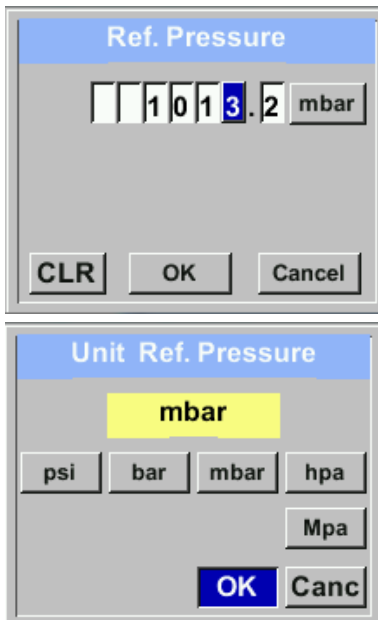 Ref. Pressure
1013.2 mbar
CLR OK Cancel
Unit Ref. Pressure
mbar
psi bar mbar hpa
Mpa
OK Canc